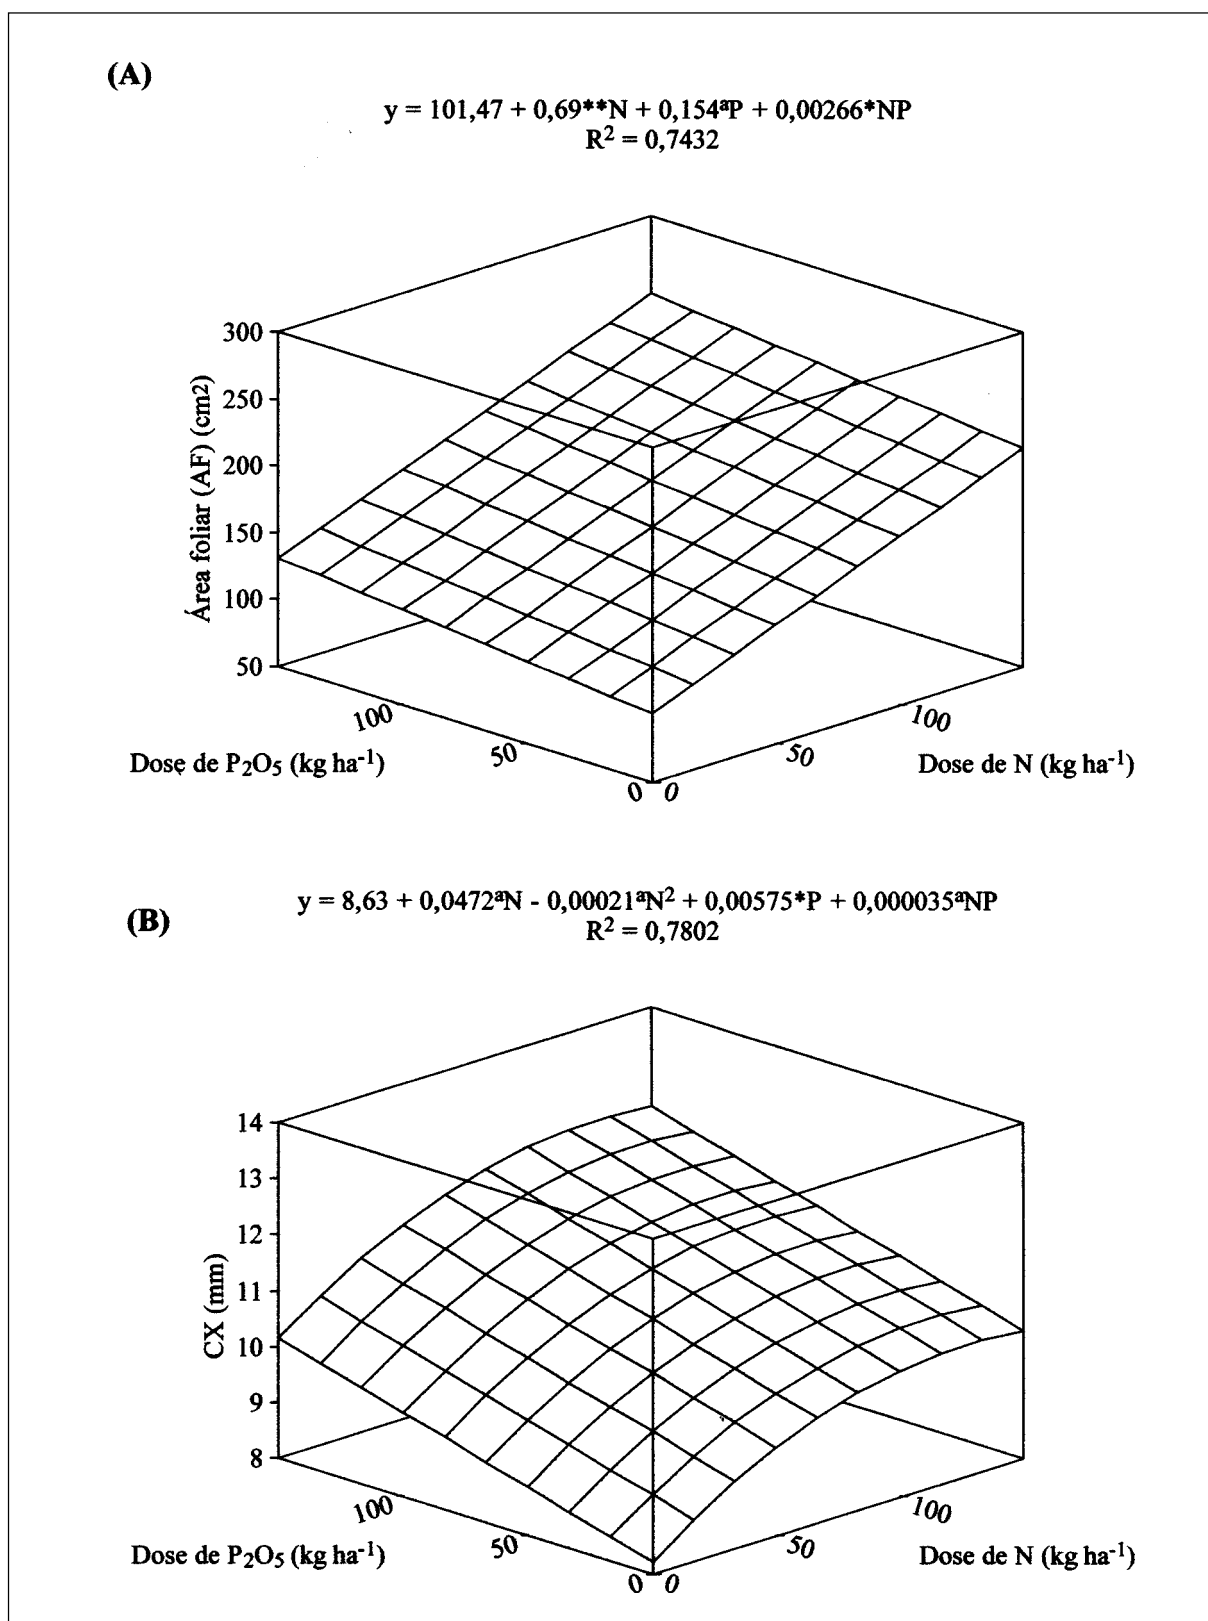 (A)
y = 101,47 + 0,69**N + 0,154ªP + 0,00266*NP
R² = 0,7432
Área foliar (AF) (cm2)
300
250
200
150
100
50
100
50
0
0
50
100
Dose de P₂O₅ (kg ha⁻¹)
Dose de N (kg ha⁻¹)
(B)
y = 8,63 + 0,0472ªN - 0,00021ªN² + 0,00575*P + 0,000035ªNP
R² = 0,7802
CX (mm)
14
13
12
11
10
9
8
100
50
0
0
50
100
Dose de P₂O₅ (kg ha⁻¹)
Dose de N (kg ha⁻¹)